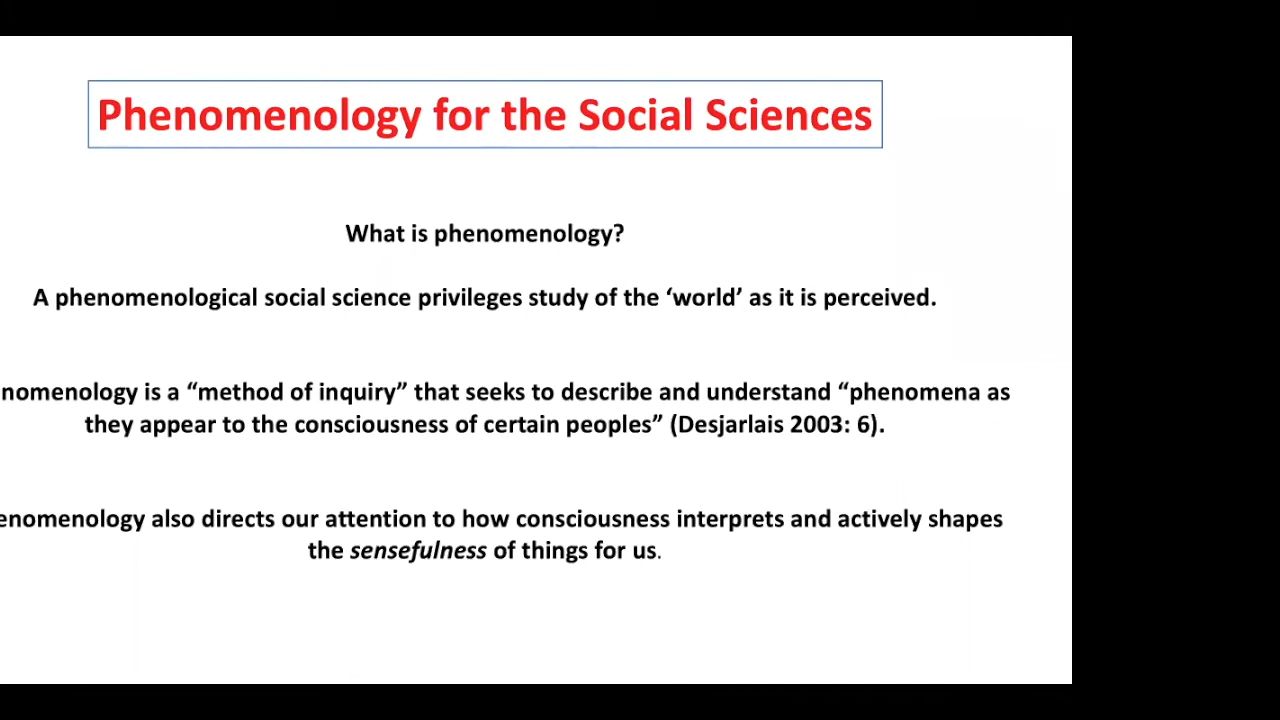 Phenomenology for the Social Sciences
What is phenomenology?
A phenomenological social science privileges study of the ‘world’ as it is perceived.
nomenology is a “method of inquiry” that seeks to describe and understand “phenomena as
they appear to the consciousness of certain peoples” (Desjarlais 2003: 6).
enomenology also directs our attention to how consciousness interprets and actively shapes
the sensefulness of things for us.